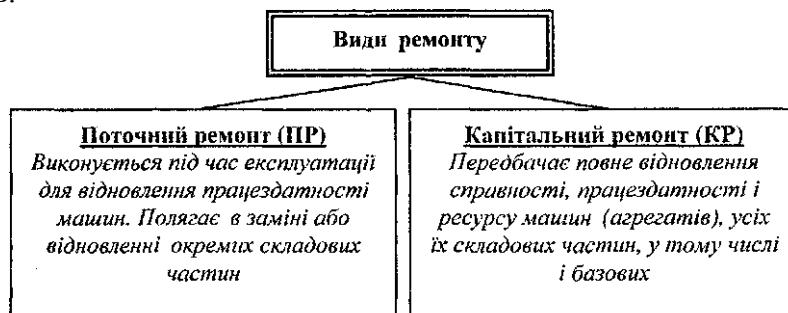 Види ремонту
Поточний ремонт (ПР)
Виконується під час експлуатації
для відновлення працездатності
машин. Полягає в заміні або
відновленні окремих складових
частин
Капітальний ремонт (КР)
Передбачає повне відновлення
справності, працездатності і
ресурсу машин (агрегатів), усіх
їх складових частин, у тому числі
і базових